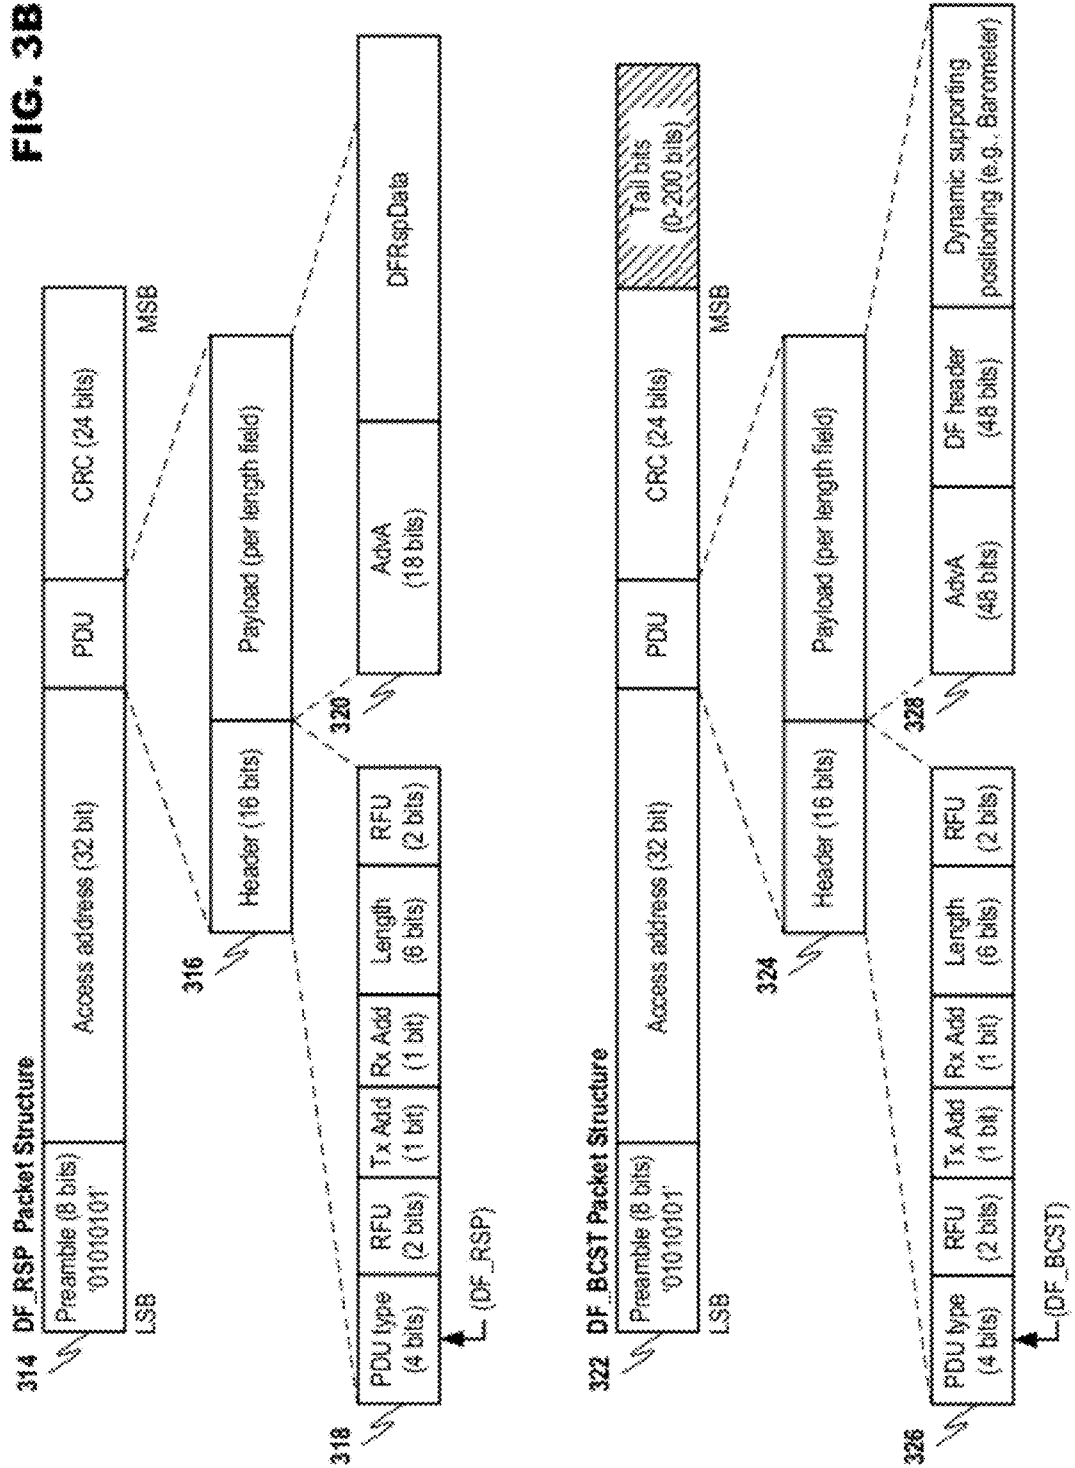 FIG. 3B
314 DF_RSP Packet Structure
Preamble (8 bits)
'01010101'
Access address (32 bit)
PDU
CRC (24 bits)
LSB
MSB
316
Header (16 bits)
Payload (per length field)
318
PDU type
(4 bits)
RFU
(2 bits)
Tx Add
(1 bit)
Rx Add
(1 bit)
Length
(6 bits)
RFU
(2 bits)
(DF_RSP)
320
AdvA
(18 bits)
DFRspData
322 DF_BCST Packet Structure
Preamble (8 bits)
'01010101'
Access address (32 bit)
PDU
CRC (24 bits)
Tail bits
(0-200 bits)
LSB
MSB
324
Header (16 bits)
Payload (per length field)
326
PDU type
(4 bits)
RFU
(2 bits)
Tx Add
(1 bit)
Rx Add
(1 bit)
Length
(6 bits)
RFU
(2 bits)
(DF_BCST)
328
AdvA
(48 bits)
DF header
(48 bits)
Dynamic supporting
positioning (e.g., Barometer)